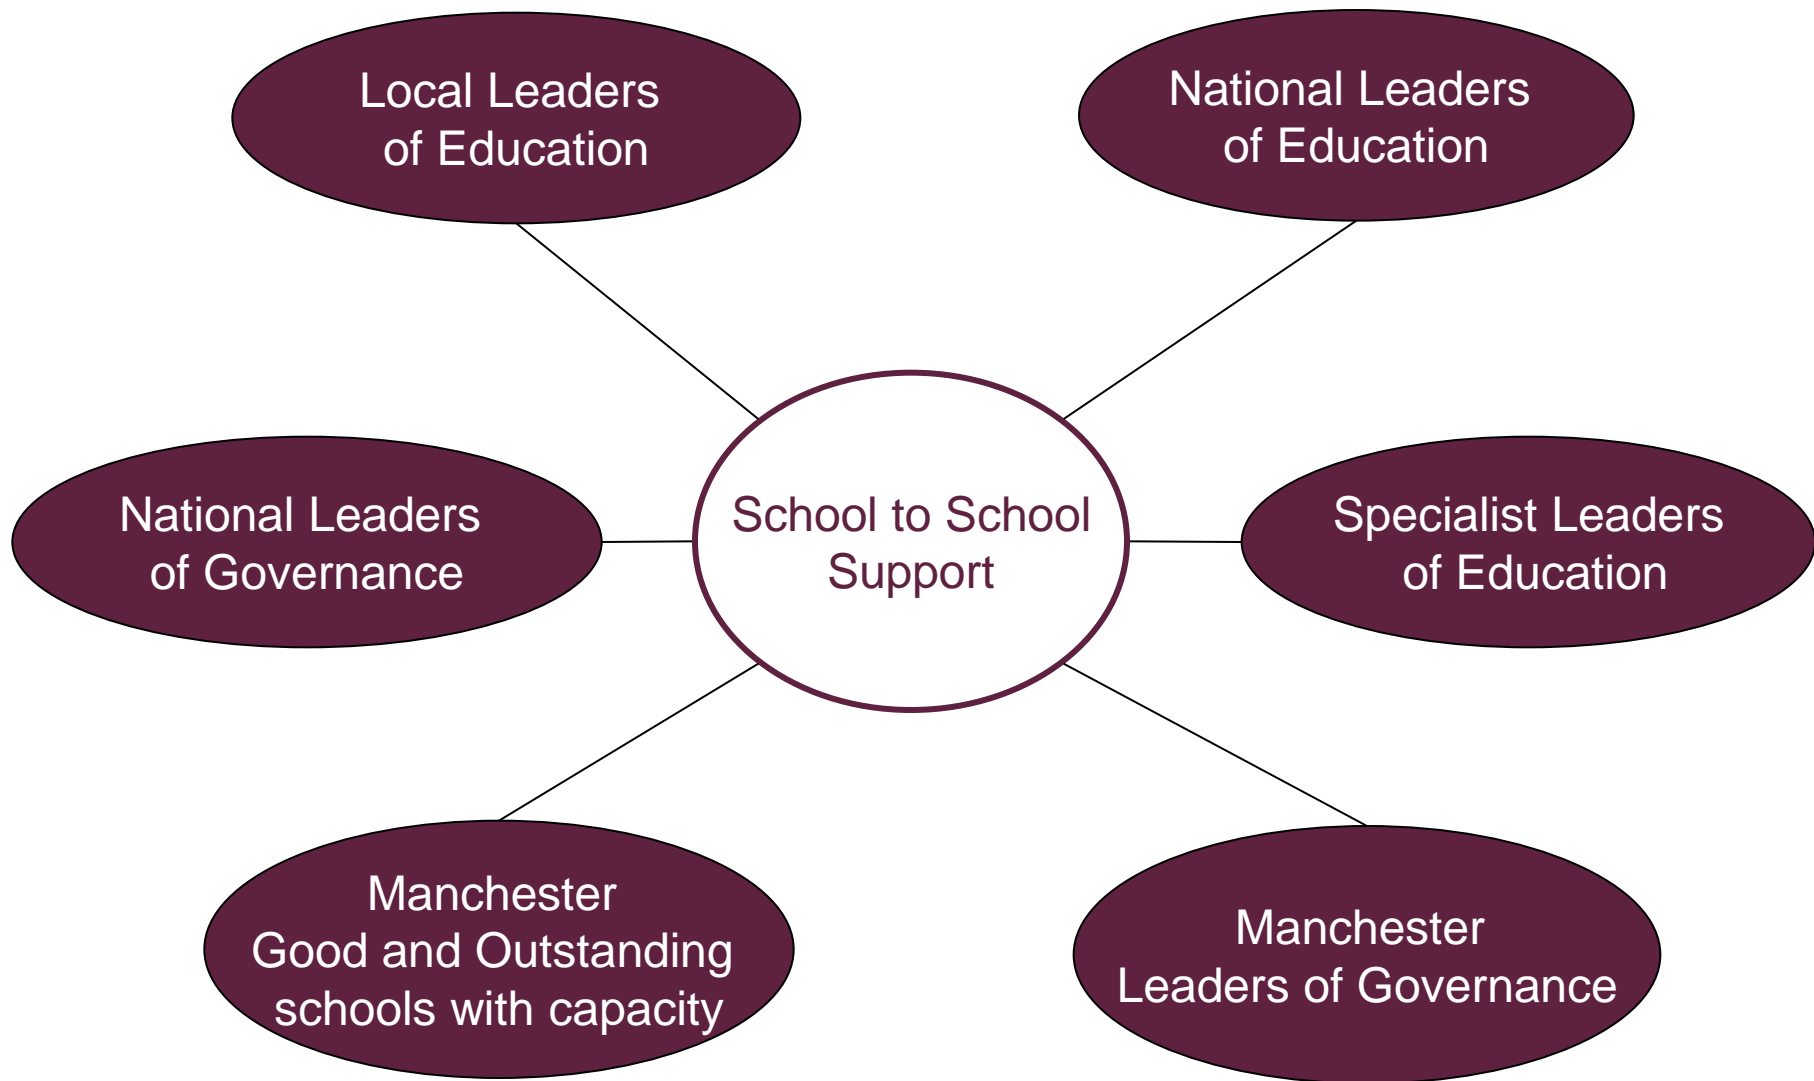 Local Leaders
of Education
National Leaders
of Education
National Leaders
of Governance
School to School
Support
Specialist Leaders
of Education
Manchester
Good and Outstanding
schools with capacity
Manchester
Leaders of Governance